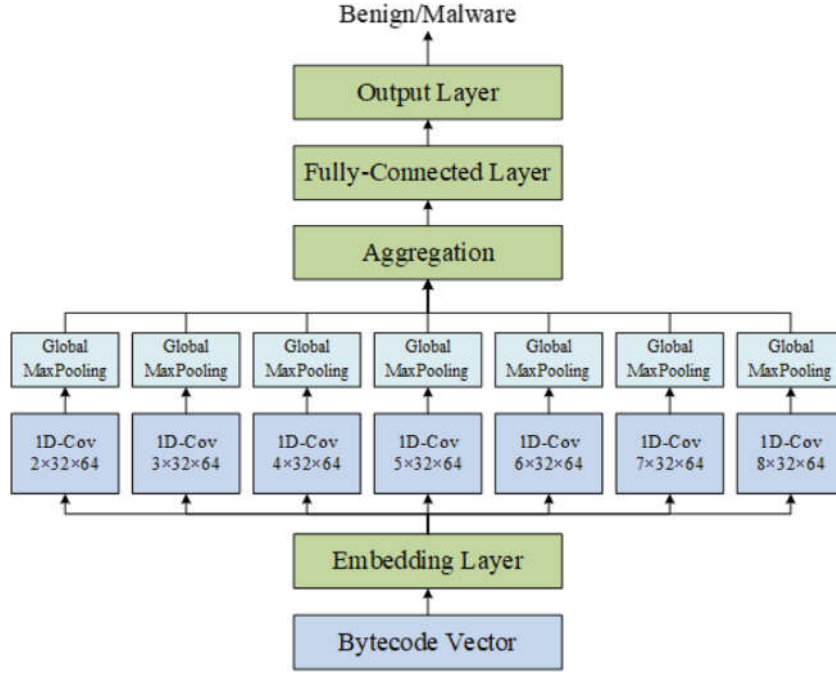 Benign/Malware
Output Layer
Fully-Connected Layer
Aggregation
Global
MaxPooling
Global
MaxPooling
Global
MaxPooling
Global
MaxPooling
Global
MaxPooling
Global
MaxPooling
Global
MaxPooling
1D-Cov
2×32×64
1D-Cov
3×32×64
1D-Cov
4×32×64
1D-Cov
5×32×64
1D-Cov
6×32×64
1D-Cov
7×32×64
1D-Cov
8×32×64
Embedding Layer
Bytecode Vector